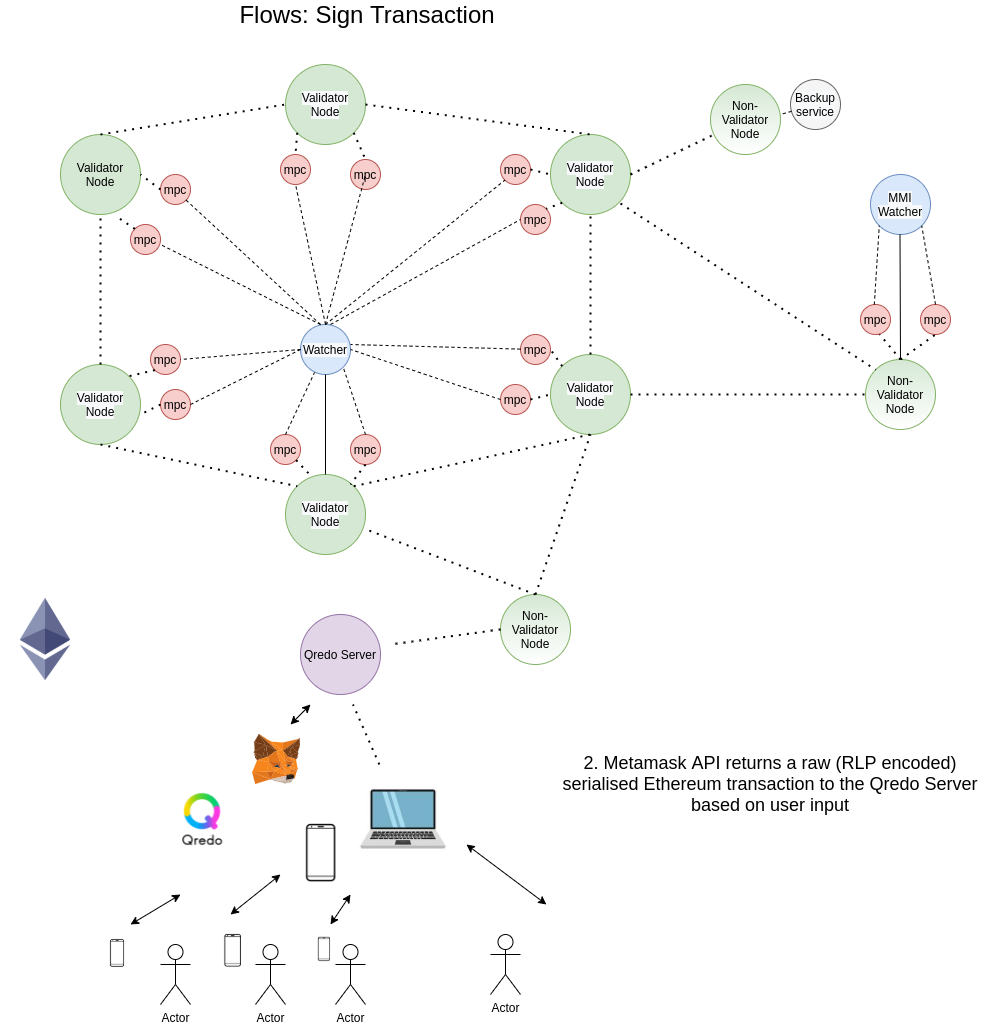 Flows: Sign Transaction
Validator
Node
Non-
Validator
Node
Backup
service
Validator
Node
Validator
Node
mpc
mpc
mpc
mpc
mpc
mpc
MMI
Watcher
mpc
mpc
Watcher
mpc
mpc
mpc
mpc
Validator
Node
Validator
Node
Non-
Validator
Node
mpc
mpc
Validator
Node
Non-
Validator
Node
Qredo Server
2. Metamask API returns a raw (RLP encoded)
serialised Ethereum transaction to the Qredo Server
based on user input
Qredo
Actor
Actor
Actor
Actor